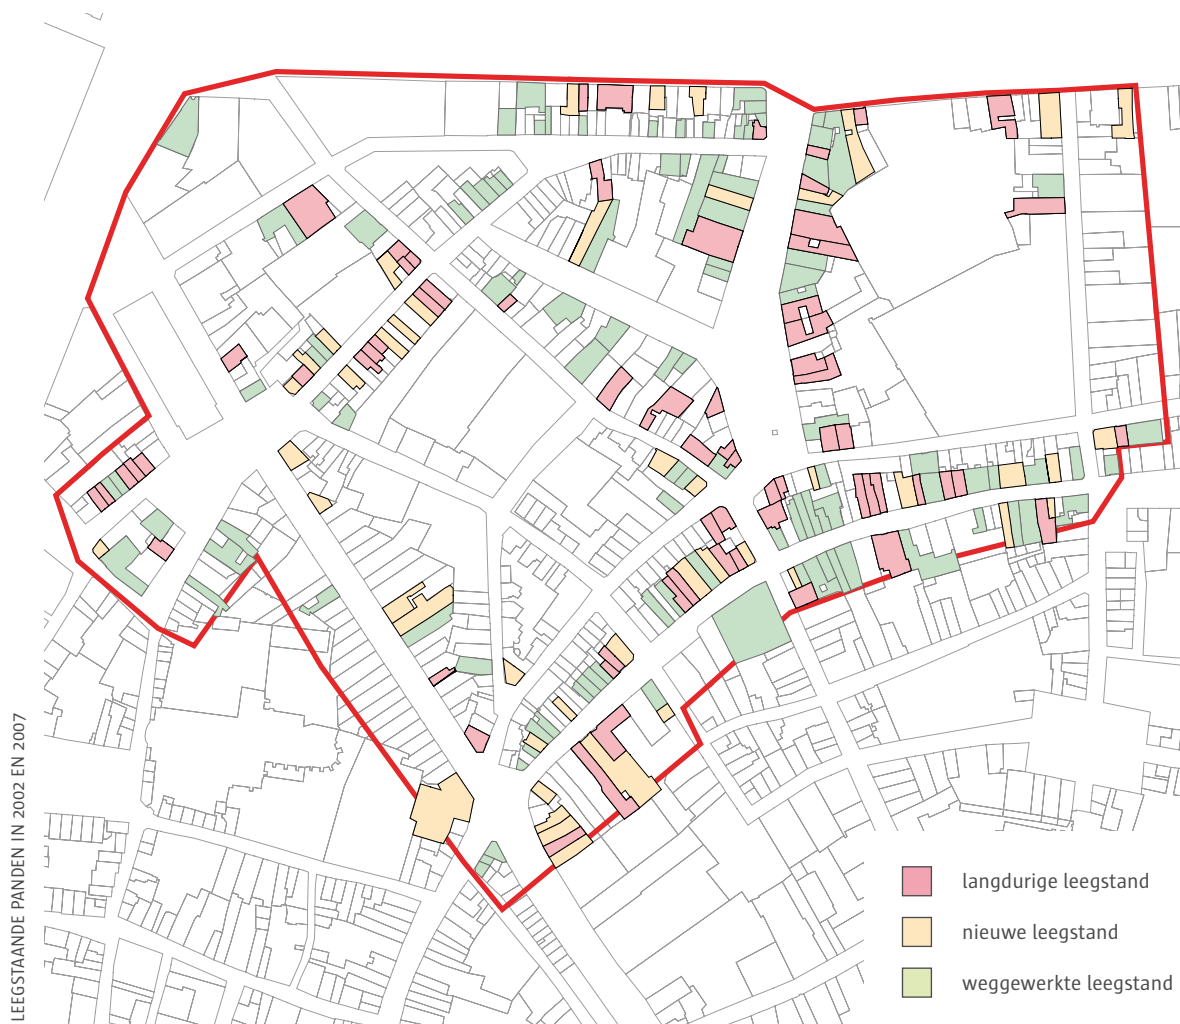 LEEGSTAANDE PANDEN IN 2002 EN 2007
langdurige leegstand
nieuwe leegstand
weggewerkte leegstand